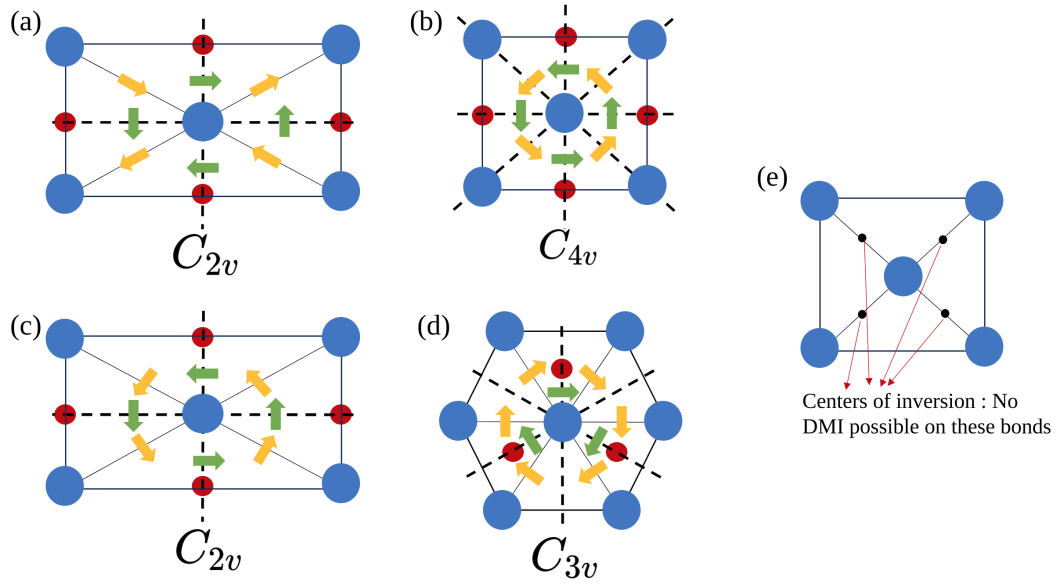 (a)
(b)
C2v
C4v
(e)
Centers of inversion : No
DMI possible on these bonds
(c)
(d)
C2v
C3v